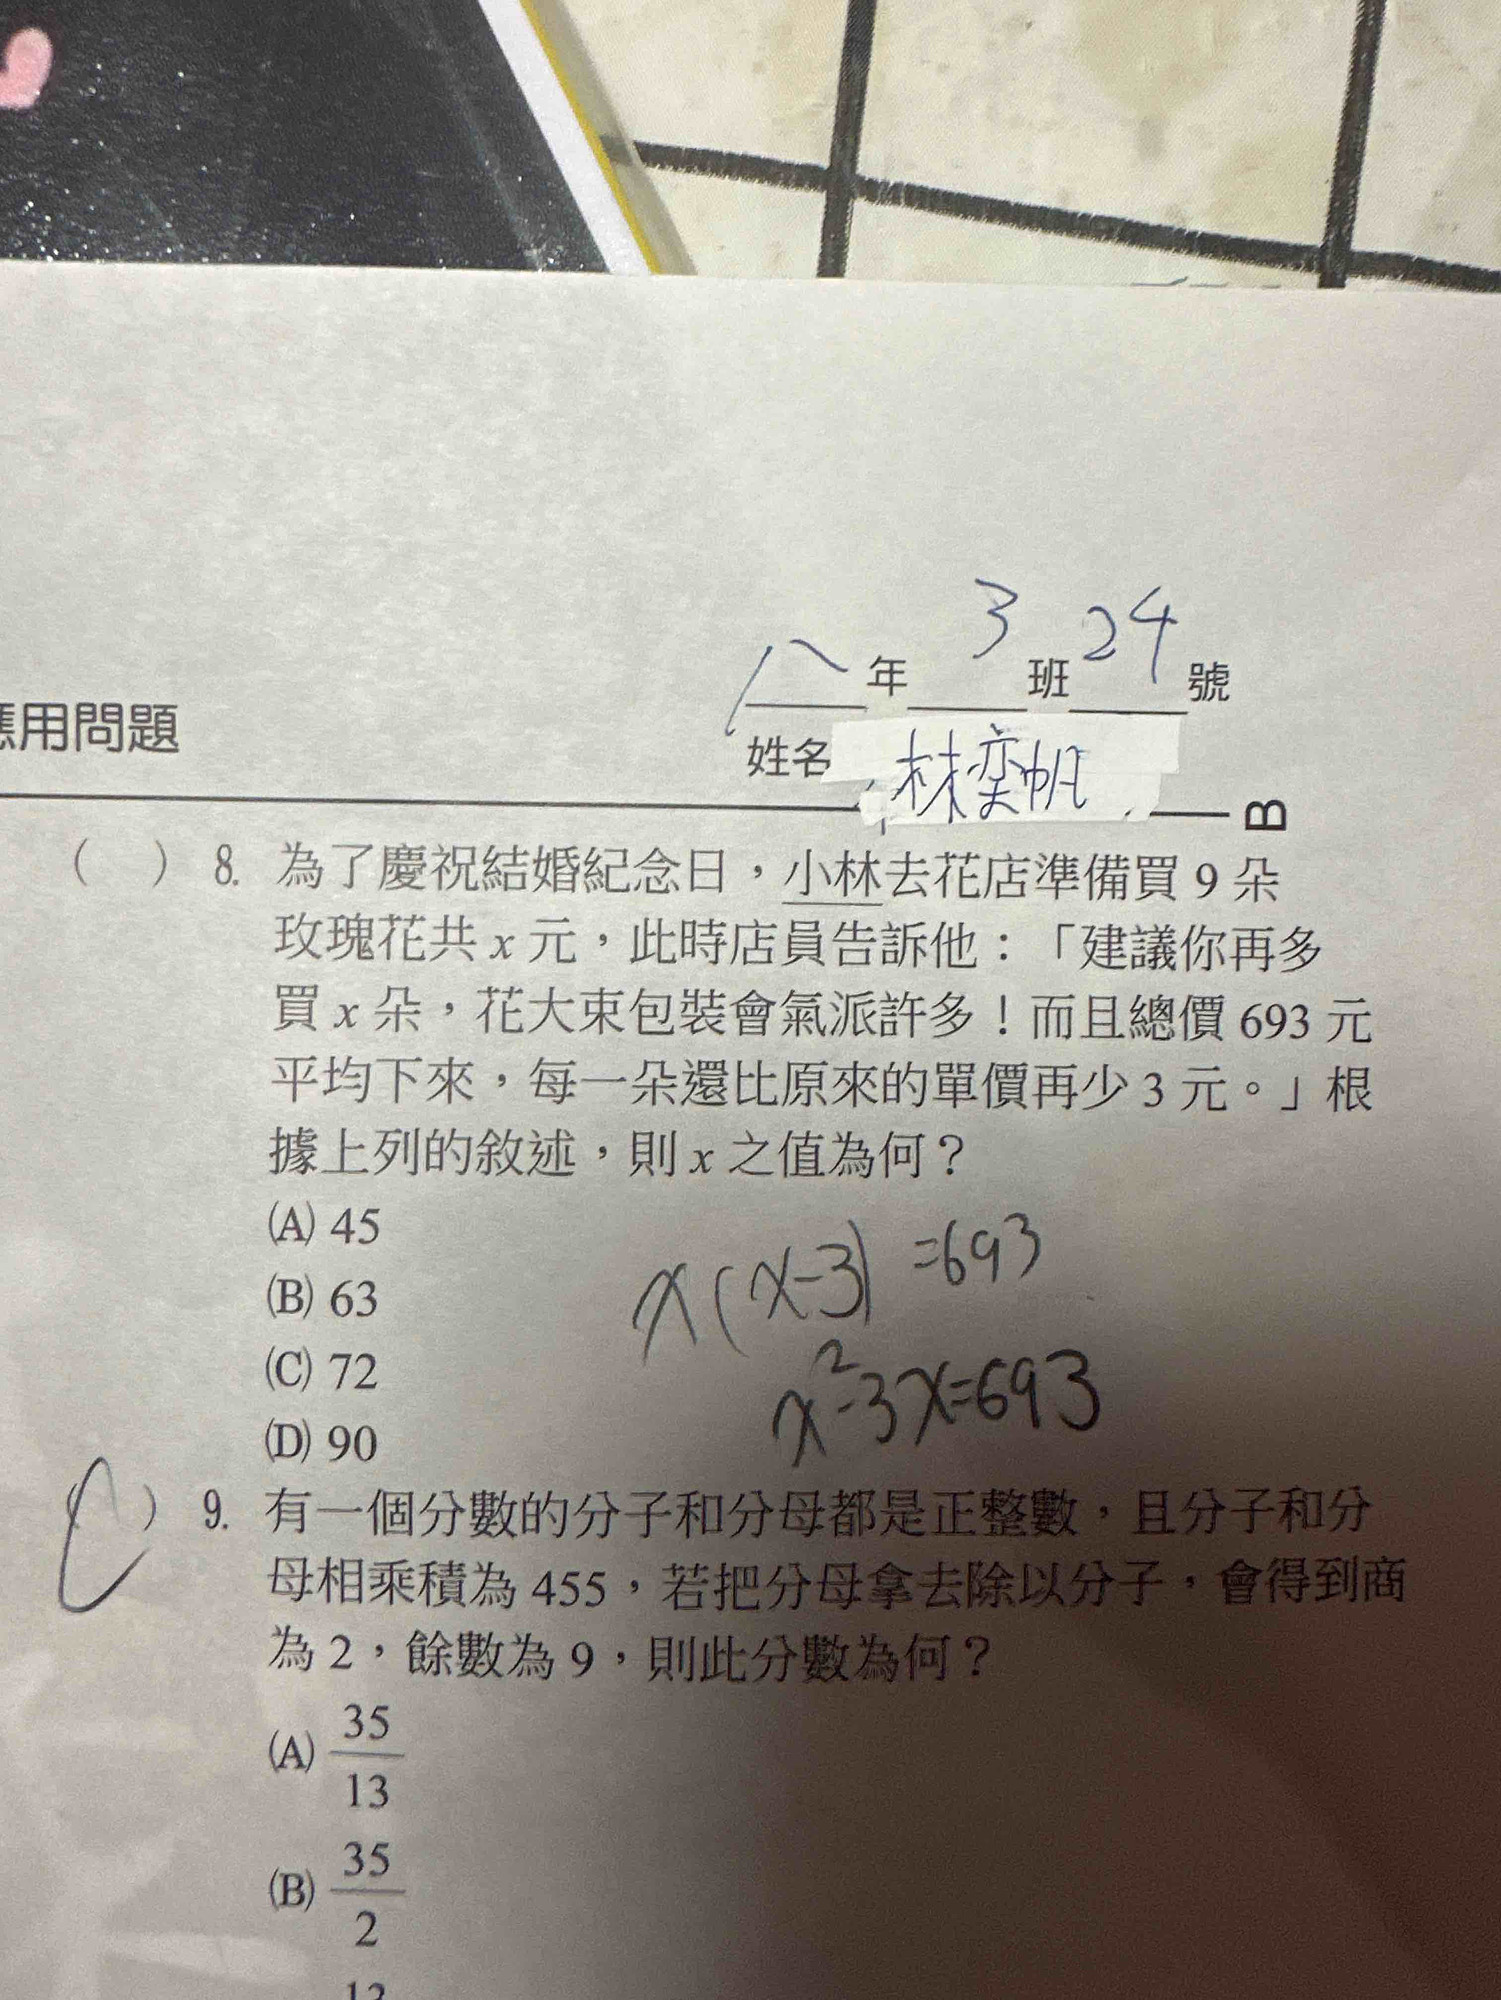 八年 3 班 24 號
應用問題
姓名 林奕帆
B
( ) 8. 為了慶祝結婚紀念日，小林去花店準備買 9 朵
玫瑰花共 x 元，此時店員告訴他：「建議你再多
買 x 朵，花大束包裝會氣派許多！而且總價 693 元
平均下來，每一朵還比原來的單價再少 3 元。」根
據上列的敘述，則 x 之值為何？
(A) 45
(B) 63
(C) 72
(D) 90
x(x-3)=693
x²-3x=693
( C ) 9. 有一個分數的分子和分母都是正整數，且分子和分
母相乘積為 455，若把分母拿去除以分子，會得到商
為 2，餘數為 9，則此分數為何？
(A) 35/13
(B) 35/2